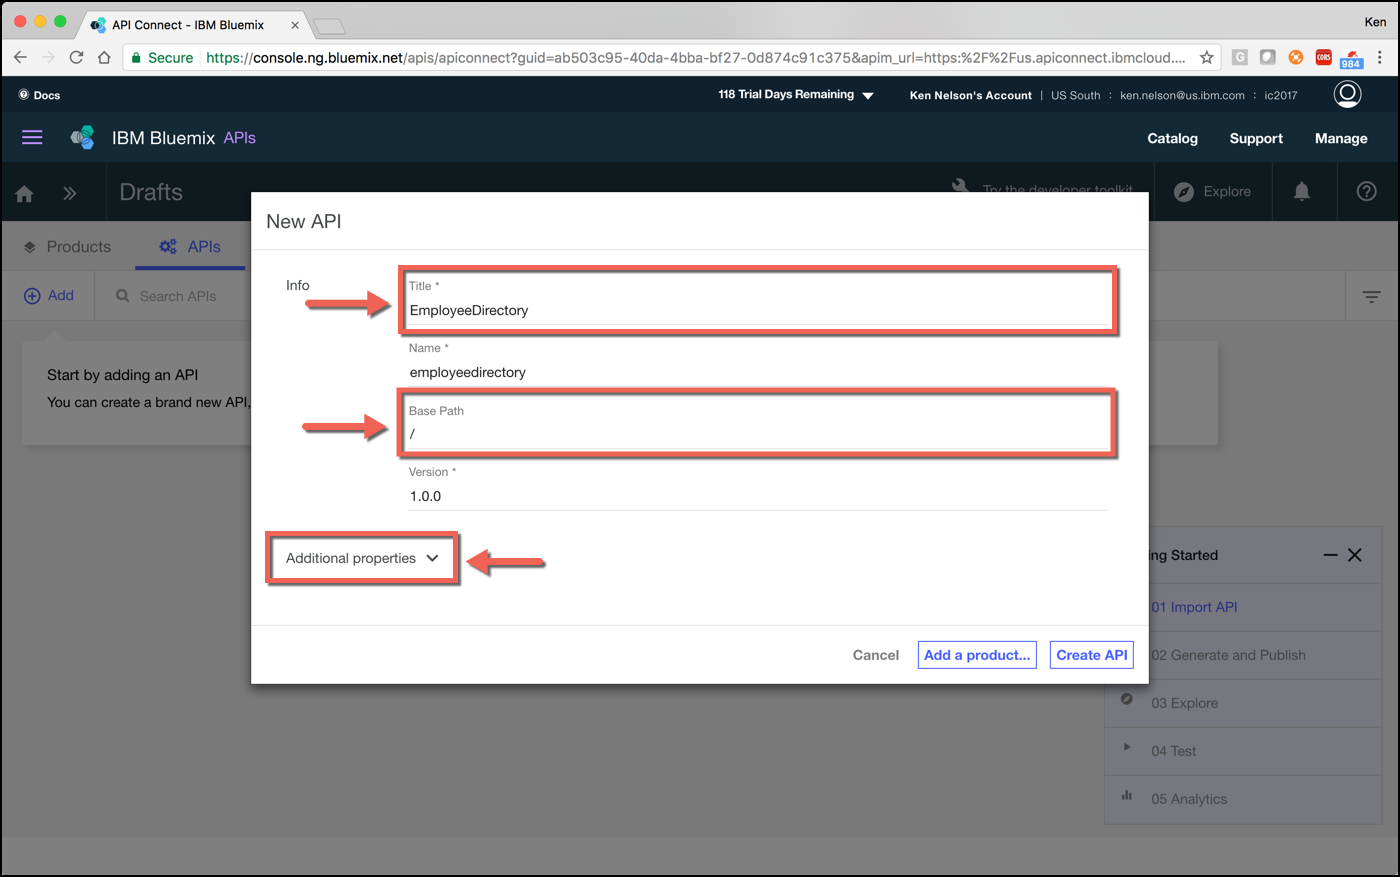 API Connect - IBM Bluemix
Ken
Secure https://console.ng.bluemix.net/apis/apiconnect?guid=ab503c95-40da-4bba-bf27-0d874c91c375&apim_url=https:%2F%2Fus.apiconnect.ibmcloud....
G
CORS
984
Docs
118 Trial Days Remaining
Ken Nelson's Account | US South : ken.nelson@us.ibm.com : ic2017
IBM Bluemix APIs
Catalog Support Manage
Drafts
Try the developer toolkit
Explore
New API
Products
APIs
Add
Search APIs
Info
Title *
EmployeeDirectory
Name *
employeedirectory
Start by adding an API
You can create a brand new API,
Base Path
/
Version *
1.0.0
Additional properties
ng Started
01 Import API
Cancel Add a product... Create API
02 Generate and Publish
03 Explore
04 Test
05 Analytics